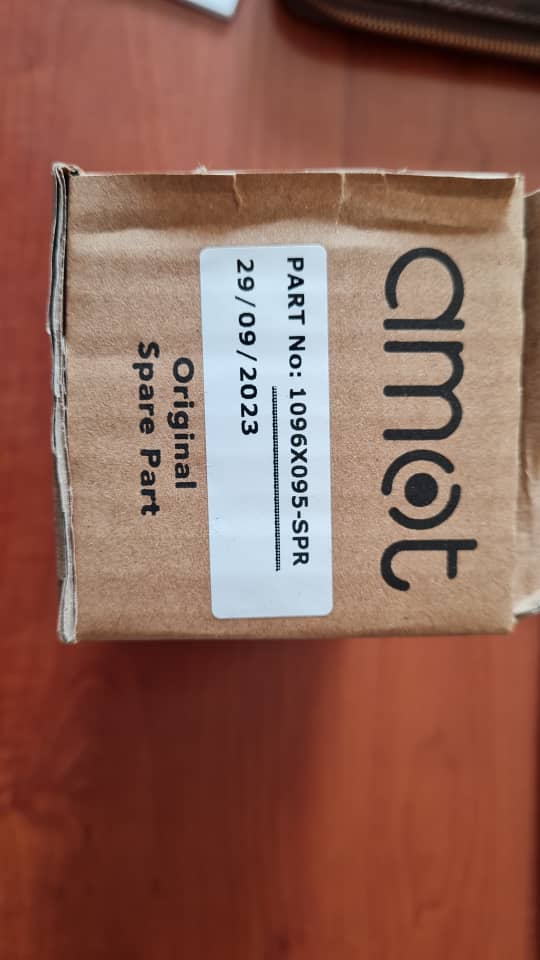 amot
PART No: 1096X095-SPR
29/09/2023
Original
Spare Part